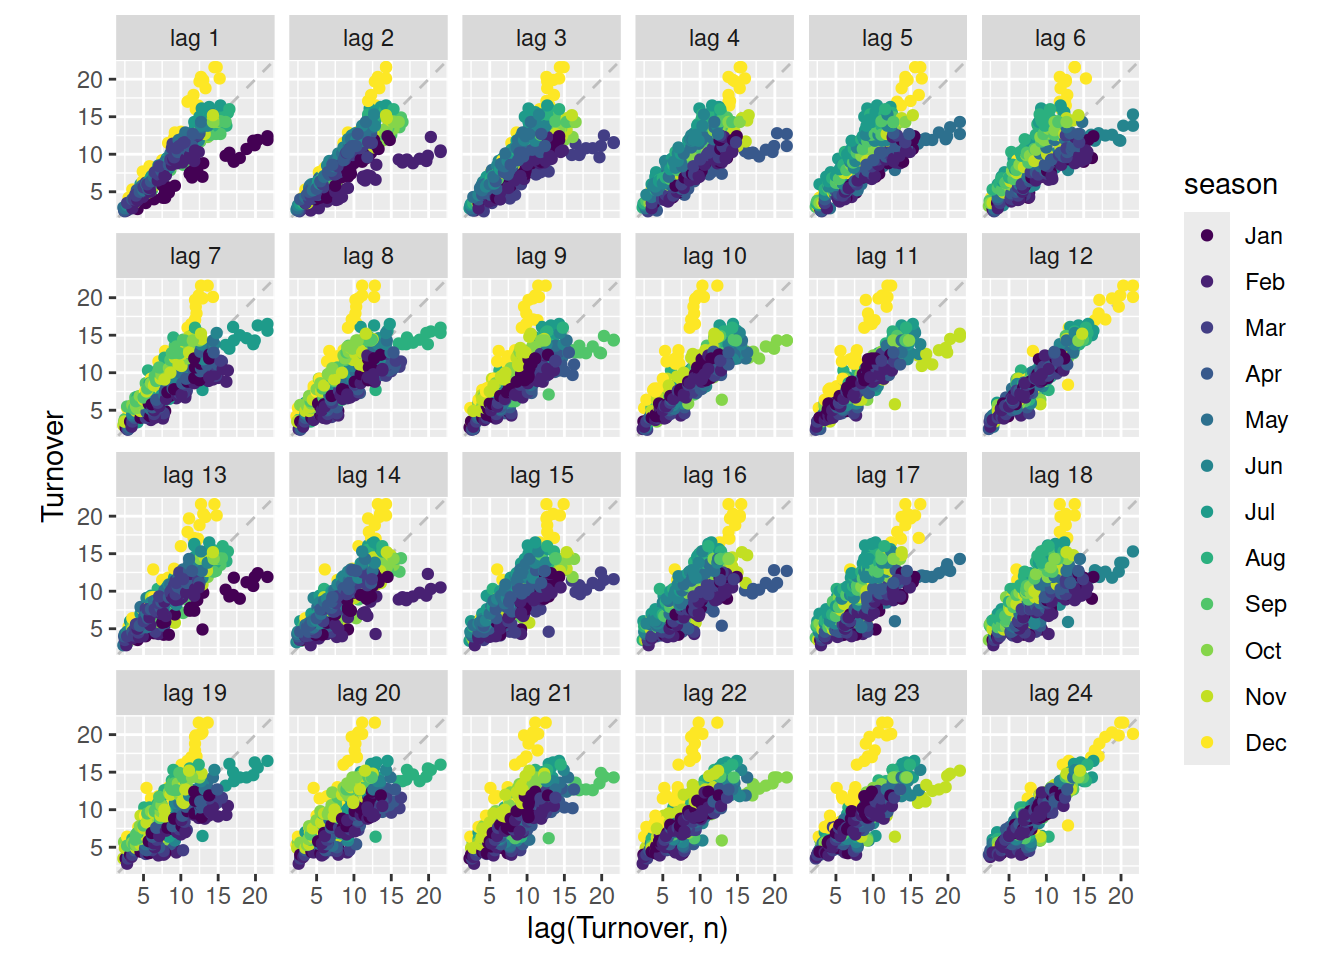 lag 1 lag 2 lag 3 lag 4 lag 5 lag 6
20
15
10
5
lag 7 lag 8 lag 9 lag 10 lag 11 lag 12
20
15
10
5
lag 13 lag 14 lag 15 lag 16 lag 17 lag 18
20
15
10
5
lag 19 lag 20 lag 21 lag 22 lag 23 lag 24
20
15
10
5
5 10 15 20 5 10 15 20 5 10 15 20 5 10 15 20 5 10 15 20 5 10 15 20
lag(Turnover, n)
Turnover
season
Jan
Feb
Mar
Apr
May
Jun
Jul
Aug
Sep
Oct
Nov
Dec